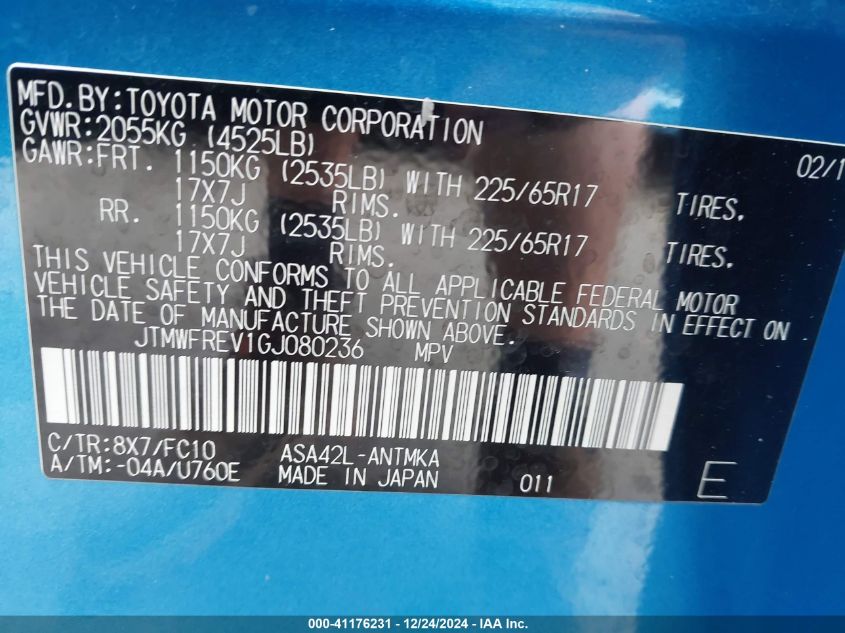 MFD.BY:TOYOTA MOTOR CORPORATION
02/1
GVWR:2055KG (4525LB)
GAWR:FRT. 1150KG (2535LB) WITH 225/65R17 TIRES.
17X7J RIMS.
RR. 1150KG (2535LB) WITH 225/65R17 TIRES.
17X7J RIMS.
THIS VEHICLE CONFORMS TO ALL APPLICABLE FEDERAL MOTOR
VEHICLE SAFETY AND THEFT PREVENTION STANDARDS IN EFFECT ON
THE DATE OF MANUFACTURE SHOWN ABOVE.
JTMWFREV1GJ080236 MPV
C/TR:8X7/FC10 ASA42L-ANTMKA
A/TM:-04A/U760E MADE IN JAPAN 011 E
000-41176231 - 12/24/2024 - IAA Inc.